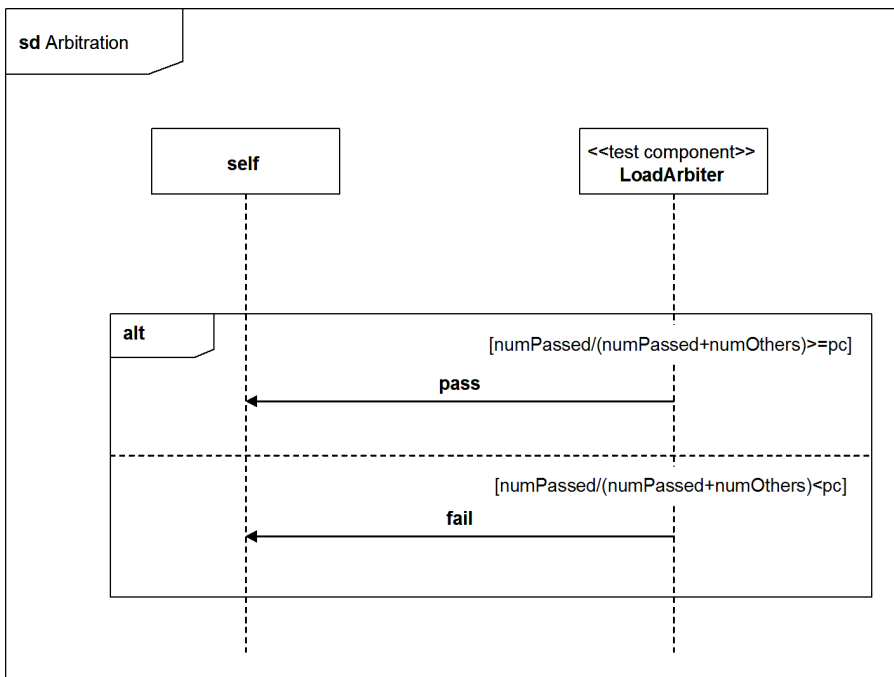 sd Arbitration
self
<<test component>>
LoadArbiter
alt
[numPassed/(numPassed+numOthers)>=pc]
pass
[numPassed/(numPassed+numOthers)<pc]
fail